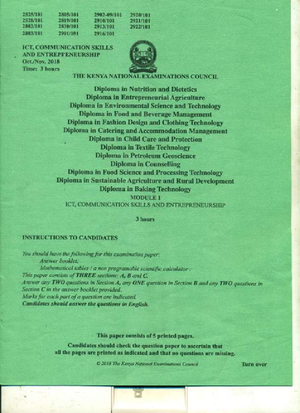 2525/101 2805/101 2907-09/101 2920/101
2528/101 2809/101 2910/101 2921/101
2802/101 2830/101 2913/101 2922/101
2803/101 2901/101 2916/101
ICT, COMMUNICATION SKILLS
AND ENTREPRENEURSHIP
Oct./Nov. 2018
Time: 3 hours
THE KENYA NATIONAL EXAMINATIONS COUNCIL
Diploma in Nutrition and Dietetics
Diploma in Entrepreneurial Agriculture
Diploma in Environmental Science and Technology
Diploma in Food and Beverage Management
Diploma in Fashion Design and Clothing Technology
Diploma in Catering and Accommodation Management
Diploma in Child Care and Protection
Diploma in Textile Technology
Diploma in Petroleum Geoscience
Diploma in Counselling
Diploma in Food Science and Processing Technology
Diploma in Sustainable Agriculture and Rural Development
Diploma in Baking Technology
MODULE I
ICT, COMMUNICATION SKILLS AND ENTREPRENEURSHIP
3 hours
INSTRUCTIONS TO CANDIDATES
You should have the following for this examination paper:
Answer booklet;
Mathematical tables / a non programable scientific calculator.
This paper consists of THREE sections; A, B and C.
Answer any TWO questions in Section A, any ONE question in Section B and any TWO questions in
Section C in the answer booklet provided.
Marks for each part of a question are indicated.
Candidates should answer the questions in English.
This paper consists of 5 printed pages.
Candidates should check the question paper to ascertain that
all the pages are printed as indicated and that no questions are missing.
© 2018 The Kenya National Examinations Council
Turn over